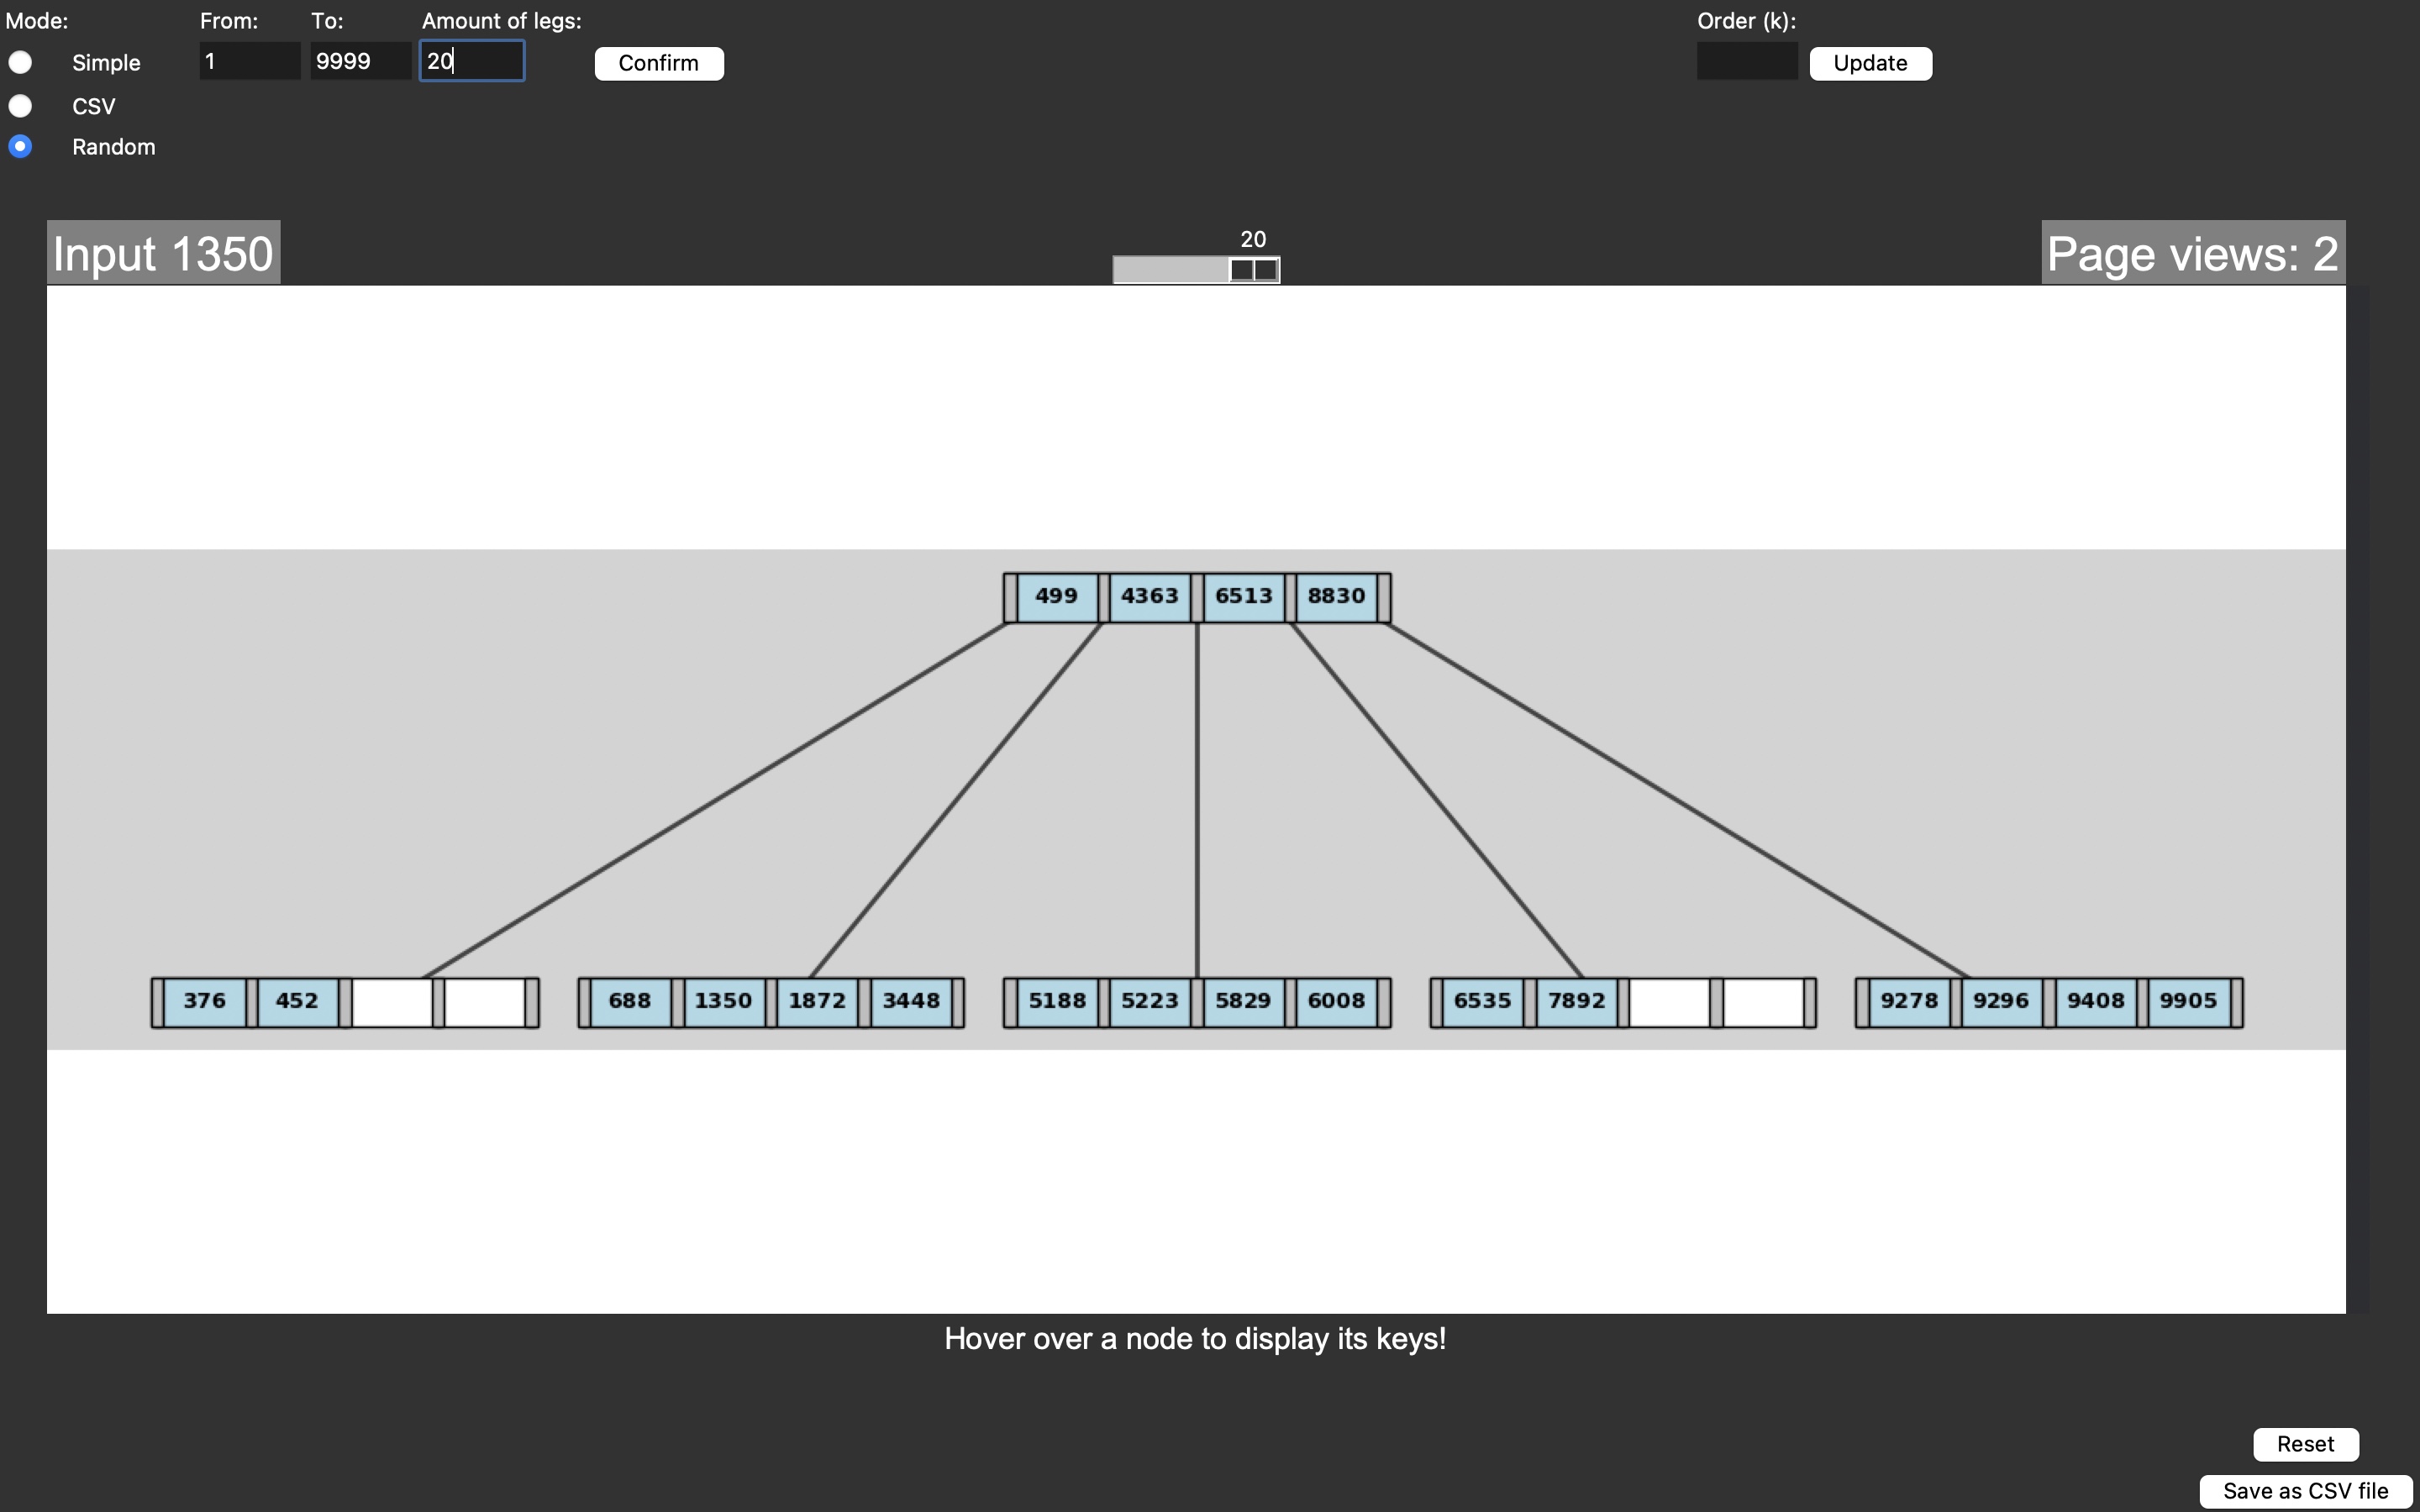 Mode: From: To: Amount of legs: Order (k):
Simple 1 9999 20 Confirm Update
CSV
Random
Input 1350 20 Page views: 2
499 4363 6513 8830
376 452 688 1350 1872 3448 5188 5223 5829 6008 6535 7892 9278 9296 9408 9905
Hover over a node to display its keys!
Reset
Save as CSV file